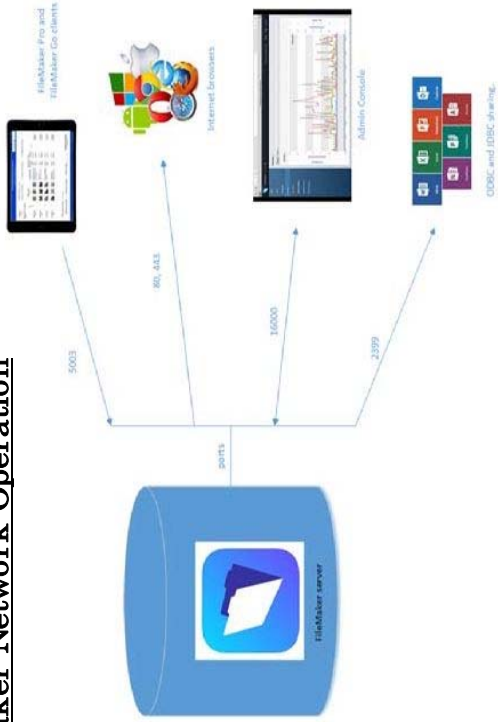 ker Network Operation
FileMaker Pro and
FileMaker Go clients
5003
Internet browsers
80, 443
ports
Admin Console
16000
FileMaker server
2399
ODBC and JDBC sharing.